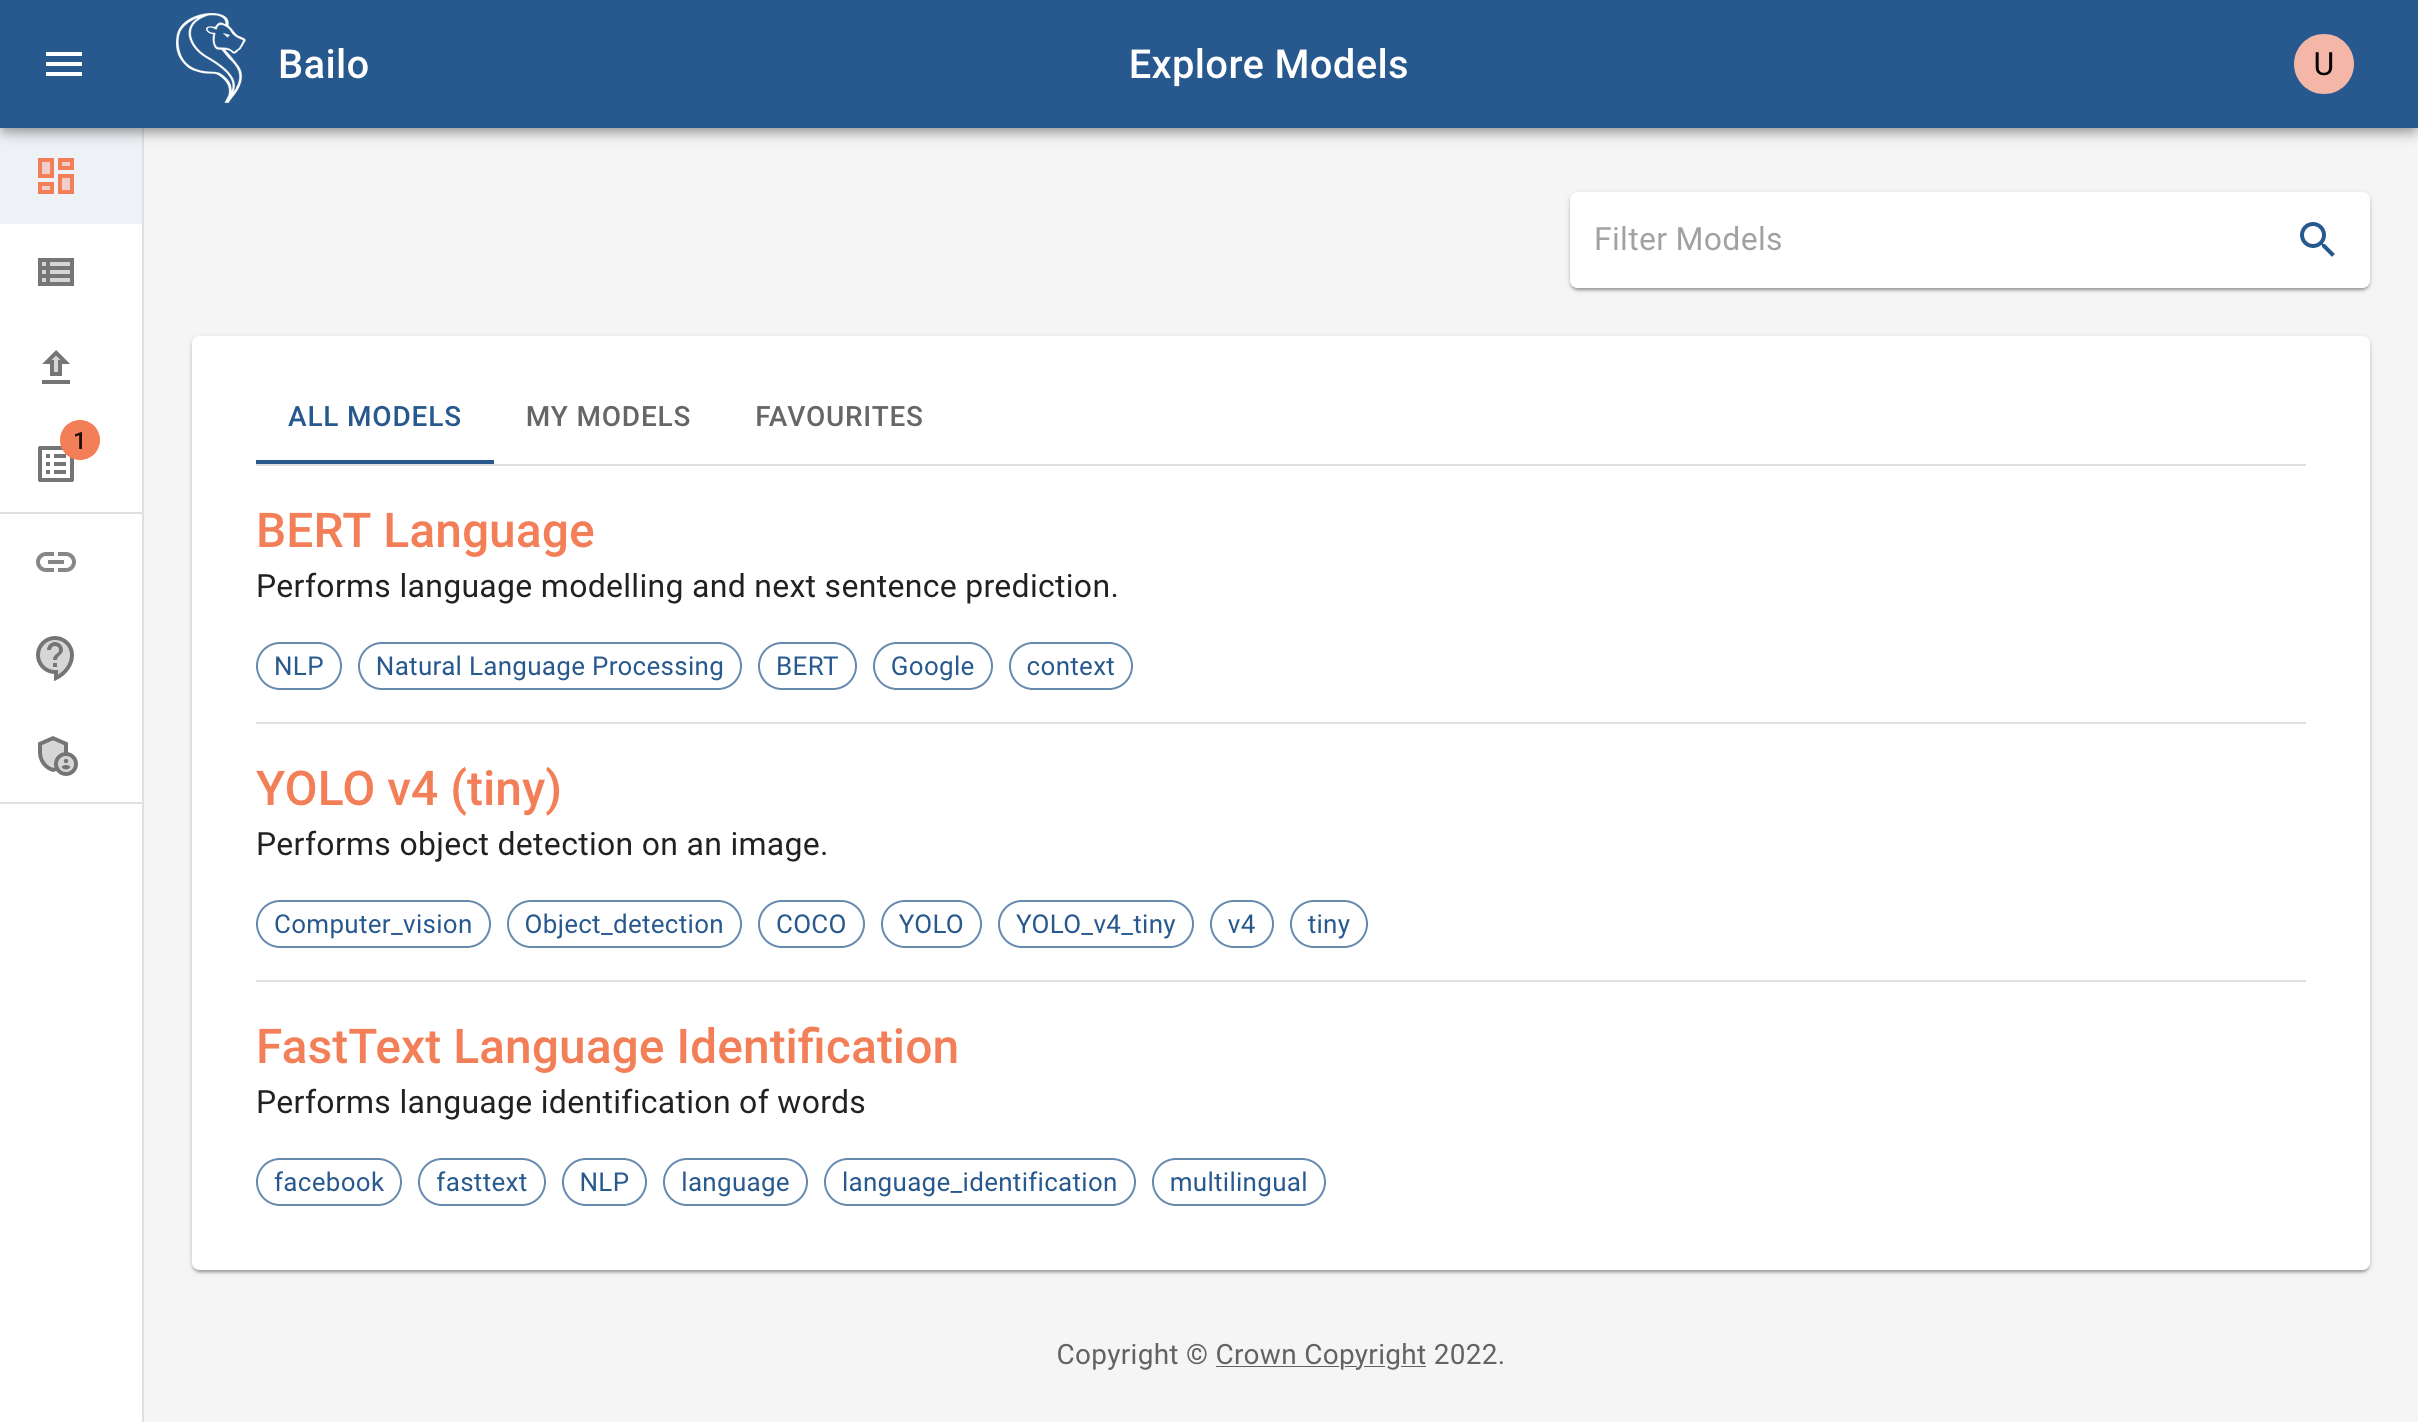 Bailo
Explore Models
U
Filter Models
ALL MODELS MY MODELS FAVOURITES
1
BERT Language
Performs language modelling and next sentence prediction.
NLP Natural Language Processing BERT Google context
YOLO v4 (tiny)
Performs object detection on an image.
Computer_vision Object_detection COCO YOLO YOLO_v4_tiny v4 tiny
FastText Language Identification
Performs language identification of words
facebook fasttext NLP language language_identification multilingual
Copyright © Crown Copyright 2022.